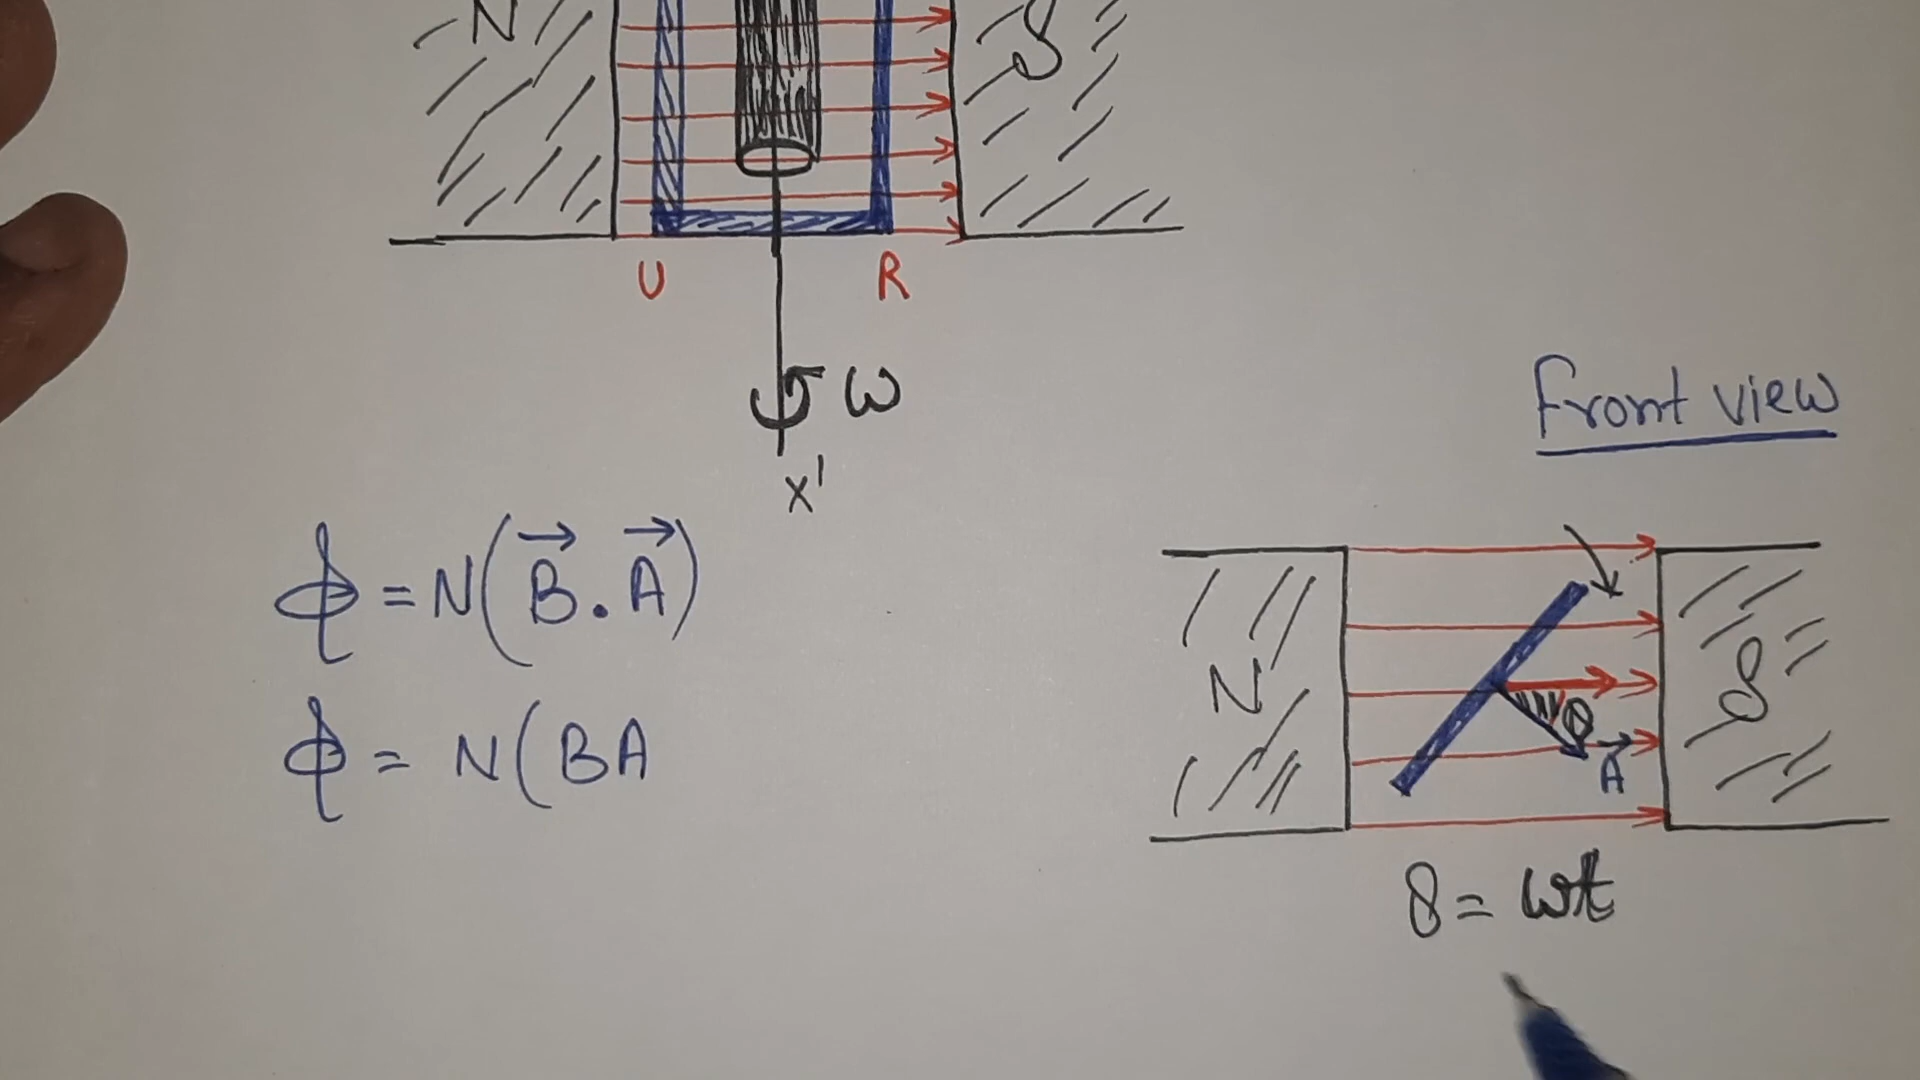 N S
U R
ω
x'
Front view
Φ = N(B⃗.A⃗)
Φ = N(BA
N θ S
A⃗
θ = ωt